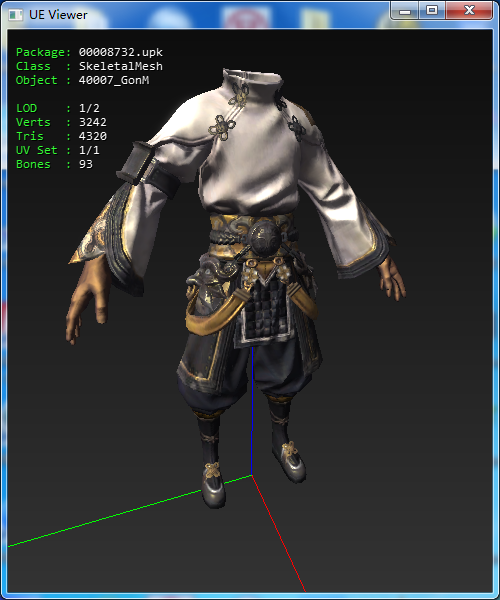 UE Viewer
Package: 00008732.upk
Class : SkeletalMesh
Object : 40007_GonM
LOD : 1/2
Verts : 3242
Tris : 4320
UV Set : 1/1
Bones : 93